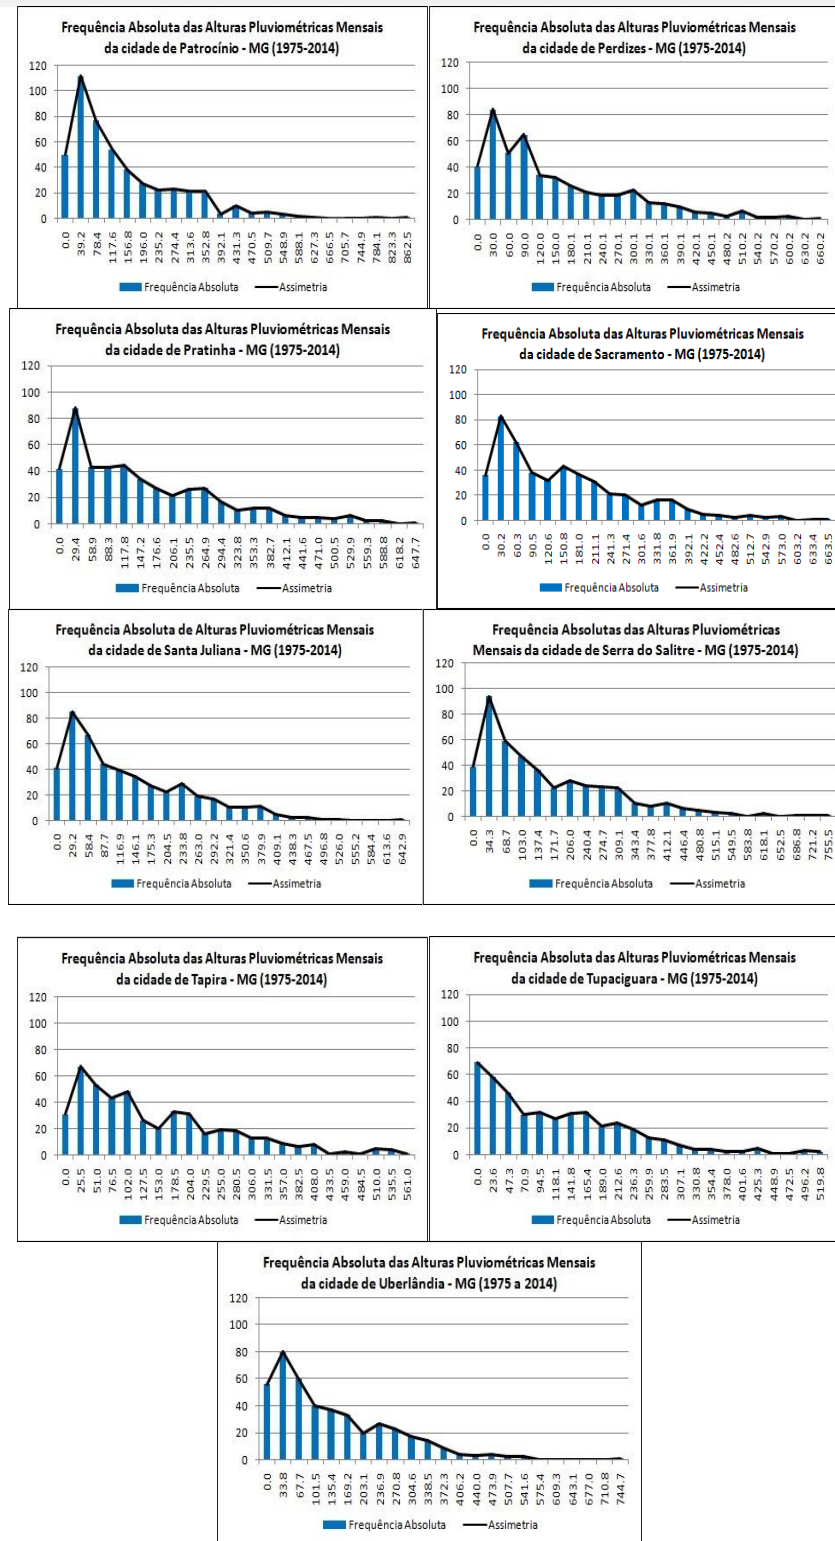 Frequência Absoluta das Alturas Pluviométricas Mensais
da cidade de Patrocínio - MG (1975-2014)
120
100
80
60
40
20
0
0.0 39.2 78.4 117.6 156.8 196.0 235.2 274.4 313.6 352.8 392.1 431.3 470.5 509.7 548.9 588.1 627.3 666.5 705.7 744.9 784.1 823.3 862.5
Frequência Absoluta Assimetria
Frequência Absoluta das Alturas Pluviométricas Mensais
da cidade de Perdizes - MG (1975-2014)
120
100
80
60
40
20
0
0.0 30.0 60.0 90.0 120.0 150.0 180.1 210.1 240.1 270.1 300.1 330.1 360.1 390.1 420.1 450.1 480.2 510.2 540.2 570.2 600.2 630.2 660.2
Frequência Absoluta Assimetria
Frequência Absoluta das Alturas Pluviométricas Mensais
da cidade de Pratinha - MG (1975-2014)
120
100
80
60
40
20
0
0.0 29.4 58.9 88.3 117.8 147.2 176.6 206.1 235.5 264.9 294.4 323.8 353.3 382.7 412.1 441.6 471.0 500.5 529.9 559.3 588.8 618.2 647.7
Frequência Absoluta Assimetria
Frequência Absoluta das Alturas Pluviométricas Mensais
da cidade de Sacramento - MG (1975-2014)
120
100
80
60
40
20
0
0.0 30.2 60.3 90.5 120.6 150.8 181.0 211.1 241.3 271.4 301.6 331.8 361.9 392.1 422.2 452.4 482.6 512.7 542.9 573.0 603.2 633.4 663.5
Frequência Absoluta Assimetria
Frequência Absoluta de Alturas Pluviométricas Mensais
da cidade de Santa Juliana - MG (1975-2014)
120
100
80
60
40
20
0
0.0 29.2 58.4 87.7 116.9 146.1 175.3 204.5 233.8 263.0 292.2 321.4 350.6 379.9 409.1 438.3 467.5 496.8 526.0 555.2 584.4 613.6 642.9
Frequência Absoluta Assimetria
Frequência Absolutas das Alturas Pluviométricas
Mensais da cidade de Serra do Salitre - MG (1975-2014)
120
100
80
60
40
20
0
0.0 34.3 68.7 103.0 137.4 171.7 206.0 240.4 274.7 309.1 343.4 377.8 412.1 446.4 480.8 515.1 549.5 583.8 618.1 652.5 686.8 721.2 755.5
Frequência Absoluta Assimetria
Frequência Absoluta das Alturas Pluviométricas Mensais
da cidade de Tapira - MG (1975-2014)
120
100
80
60
40
20
0
0.0 25.5 51.0 76.5 102.0 127.5 153.0 178.5 204.0 229.5 255.0 280.5 306.0 331.5 357.0 382.5 408.0 433.5 459.0 484.5 510.0 535.5 561.0
Frequência Absoluta Assimetria
Frequência Absoluta das Alturas Pluviométricas Mensais
da cidade de Tupaciguara - MG (1975-2014)
120
100
80
60
40
20
0
0.0 23.6 47.3 70.9 94.5 118.1 141.8 165.4 189.0 212.6 236.3 259.9 283.5 307.1 330.8 354.4 378.0 401.6 425.3 448.9 472.5 496.2 519.8
Frequência Absoluta Assimetria
Frequência Absoluta das Alturas Pluviométricas Mensais
da cidade de Uberlândia - MG (1975 a 2014)
120
100
80
60
40
20
0
0.0 33.8 67.7 101.5 135.4 169.2 203.1 236.9 270.8 304.6 338.5 372.3 406.2 440.0 473.9 507.7 541.6 575.4 609.3 643.1 677.0 710.8 744.7
Frequência Absoluta Assimetria